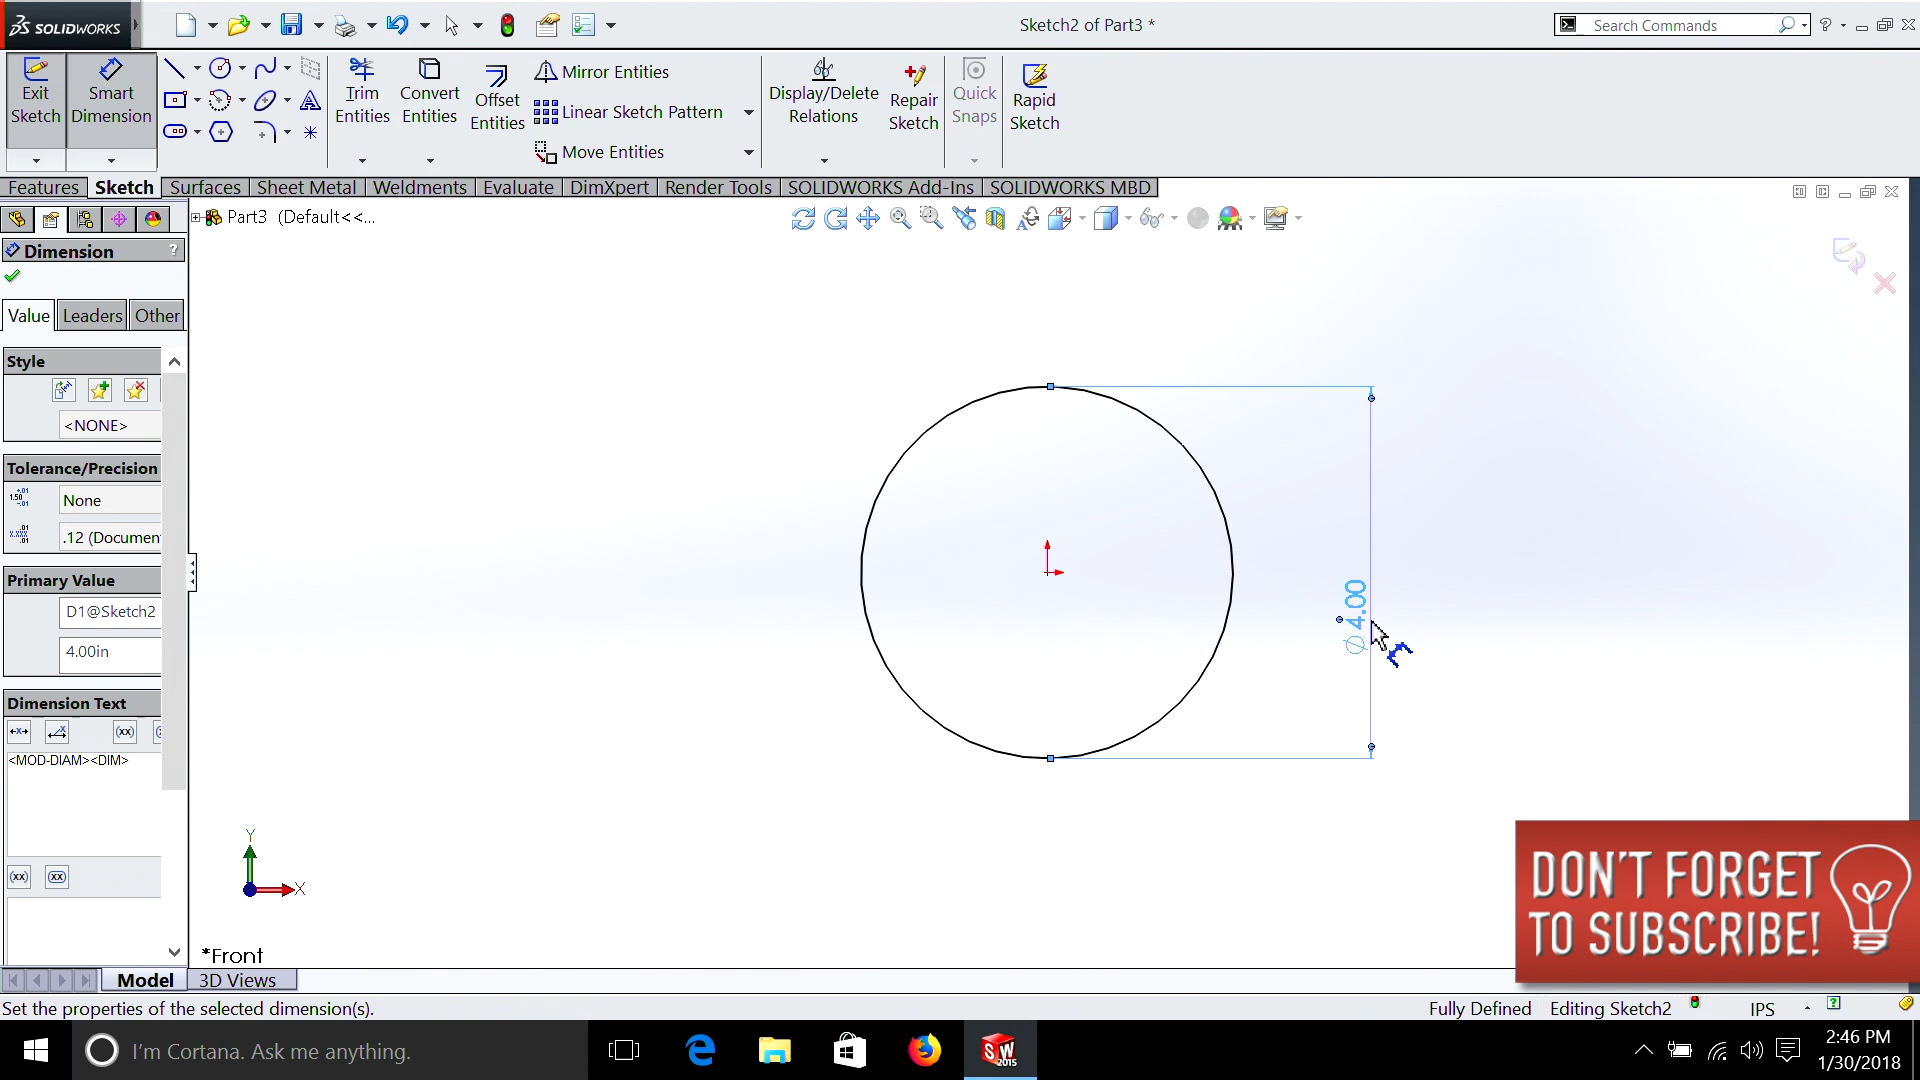 SOLIDWORKS
Sketch2 of Part3 *
Search Commands
?
Exit Sketch
Smart Dimension
Trim Entities
Convert Entities
Offset Entities
Mirror Entities
Linear Sketch Pattern
Move Entities
Display/Delete Relations
Repair Sketch
Quick Snaps
Rapid Sketch
Features
Sketch
Surfaces
Sheet Metal
Weldments
Evaluate
DimXpert
Render Tools
SOLIDWORKS Add-Ins
SOLIDWORKS MBD
Part3 (Default<<...
Dimension
?
Value
Leaders
Other
Style
<NONE>
Tolerance/Precision
None
.12 (Documen
Primary Value
D1@Sketch2
4.00in
Dimension Text
(xx)
<MOD-DIAM><DIM>
(xx)
(xx)
∅ 4.00
Y
X
*Front
DON'T FORGET
TO SUBSCRIBE!
Model
3D Views
Set the properties of the selected dimension(s).
Fully Defined
Editing Sketch2
IPS
?
I'm Cortana. Ask me anything.
SW
2015
2:46 PM
1/30/2018